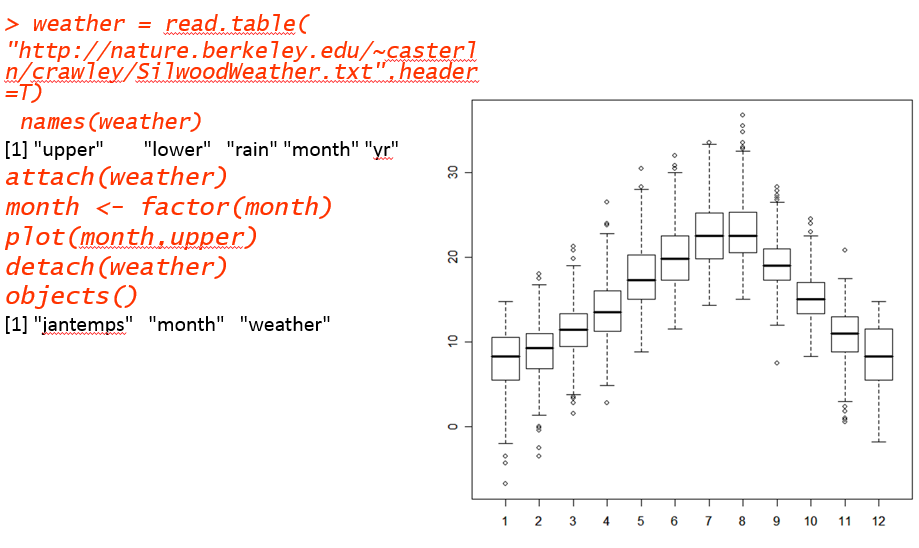 > weather = read.table(
"http://nature.berkeley.edu/~casterl
n/crawley/SilwoodWeather.txt".header
=T)
names(weather)
[1] "upper" "lower" "rain" "month" "yr"
attach(weather)
month <- factor(month)
plot(month,upper)
detach(weather)
objects()
[1] "jantemps" "month" "weather"
30
20
10
0
1 2 3 4 5 6 7 8 9 10 11 12